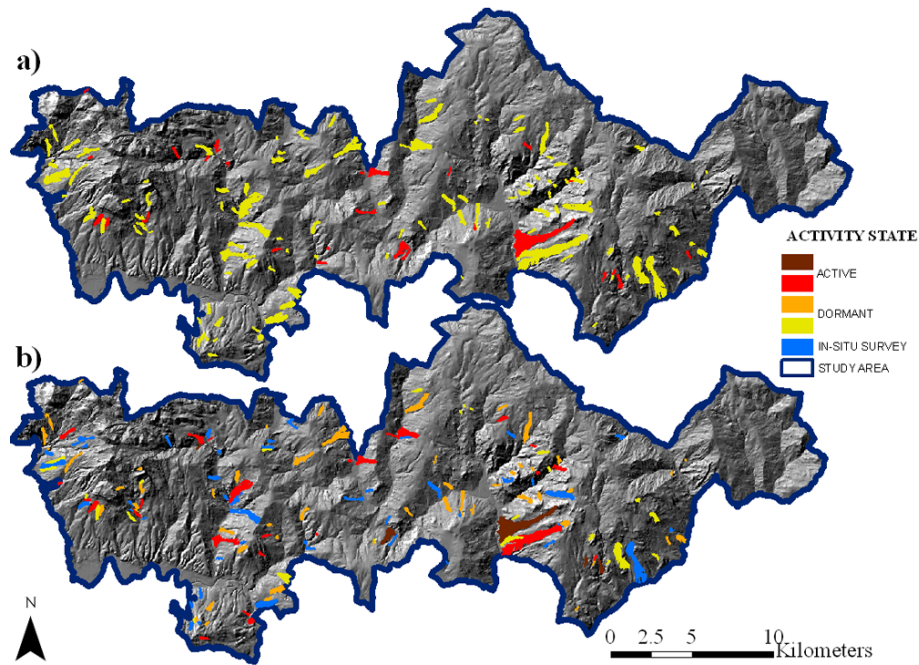 a)
ACTIVITY STATE
ACTIVE
DORMANT
IN-SITU SURVEY
STUDY AREA
b)
N
0 2.5 5 10
Kilometers